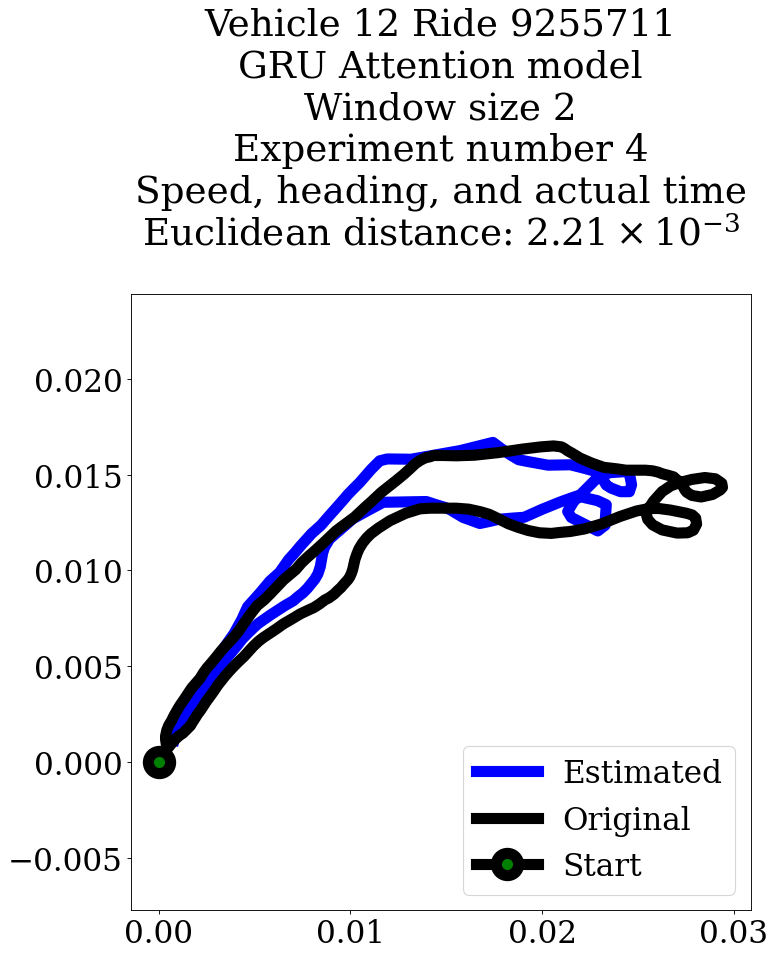 Vehicle 12 Ride 9255711
GRU Attention model
Window size 2
Experiment number 4
Speed, heading, and actual time
Euclidean distance: 2.21 × 10⁻³
0.020
0.015
0.010
0.005
0.000
−0.005
Estimated
Original
Start
0.00 0.01 0.02 0.03